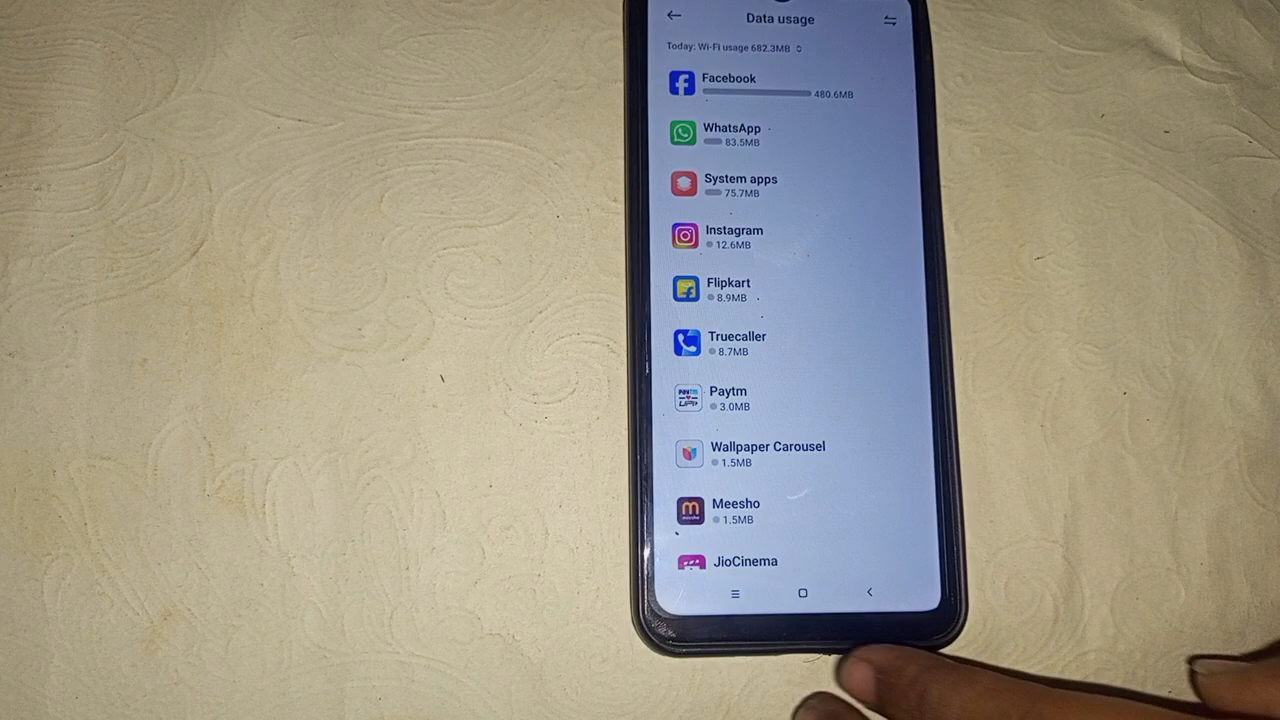 Data usage
Today: Wi-Fi usage 682.3MB
Facebook
480.6MB
WhatsApp
83.5MB
System apps
75.7MB
Instagram
12.6MB
Flipkart
8.9MB
Truecaller
8.7MB
Paytm
3.0MB
Wallpaper Carousel
1.5MB
Meesho
1.5MB
JioCinema